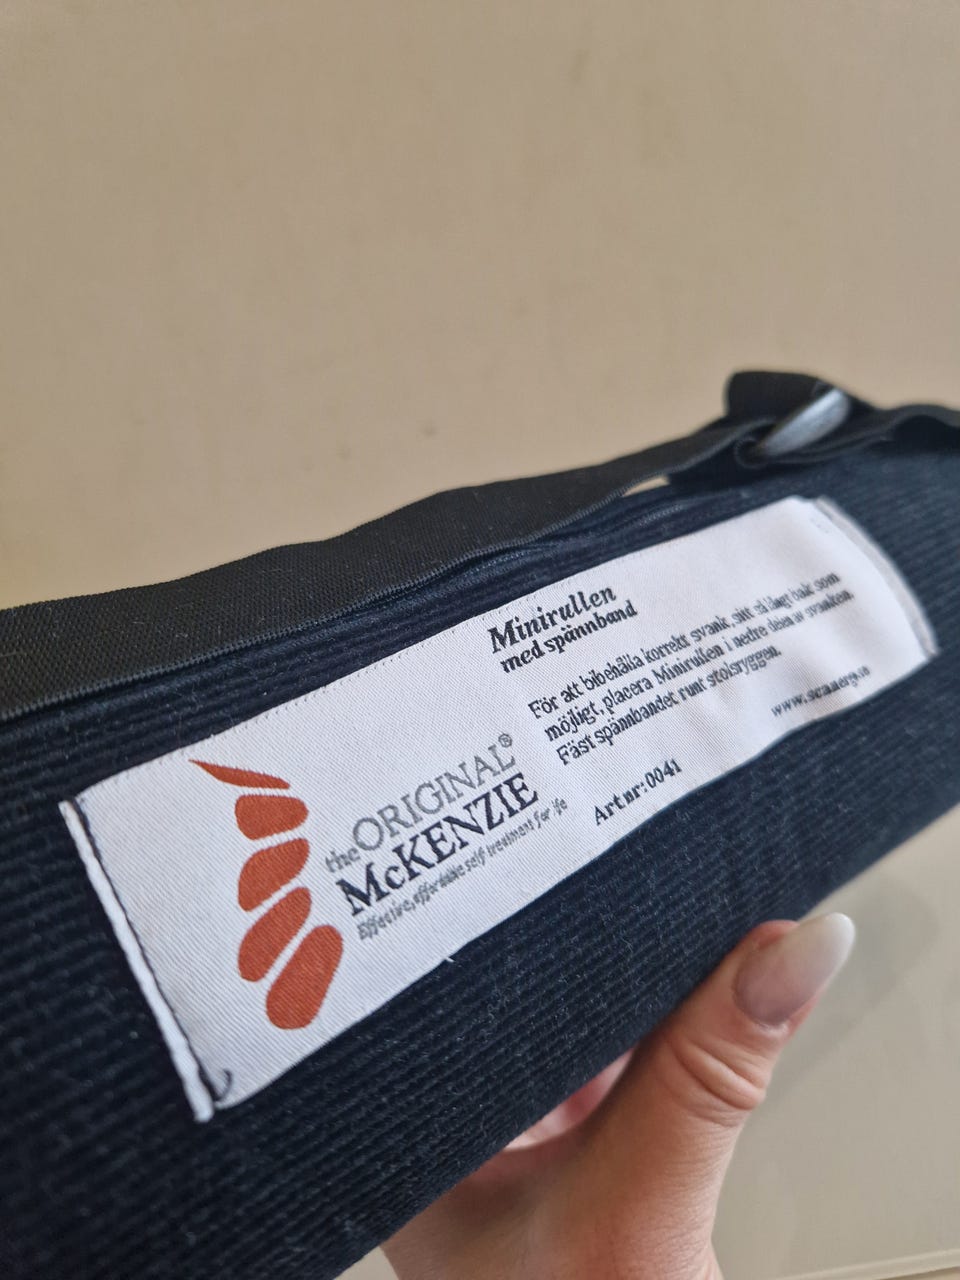 Minirullen
med spännband
För att bibehålla korrekt svank, sitt så långt bak som
möjligt, placera Minirullen i nedre delen av svanken.
Fäst spännbandet runt stolsryggen.
Art nr: 0041
the ORIGINAL®
McKENZIE
Effective, affordable self treatment for life